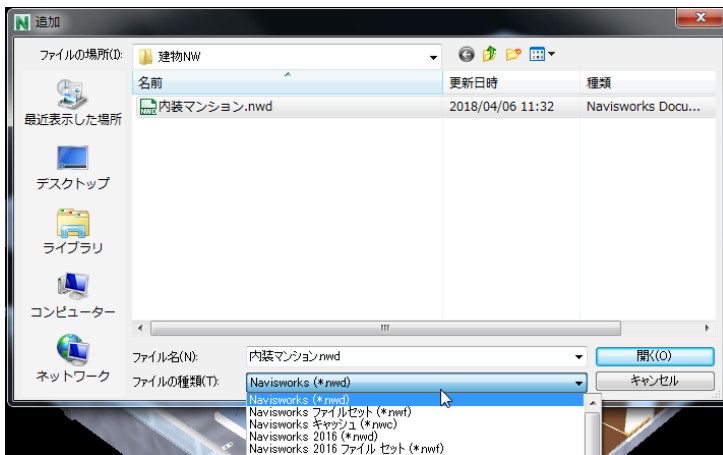 追加
ファイルの場所(I):
建物NW
名前
更新日時
種類
内装マンション.nwd
2018/04/06 11:32
Navisworks Docu...
最近表示した場所
デスクトップ
ライブラリ
コンピューター
ネットワーク
ファイル名(N):
内装マンション.nwd
開く(O)
ファイルの種類(T):
Navisworks (*.nwd)
キャンセル
Navisworks (*.nwd)
Navisworks ファイルセット (*.nwf)
Navisworks キャッシュ (*.nwc)
Navisworks 2016 (*.nwd)
Navisworks 2016 ファイル セット (*.nwf)